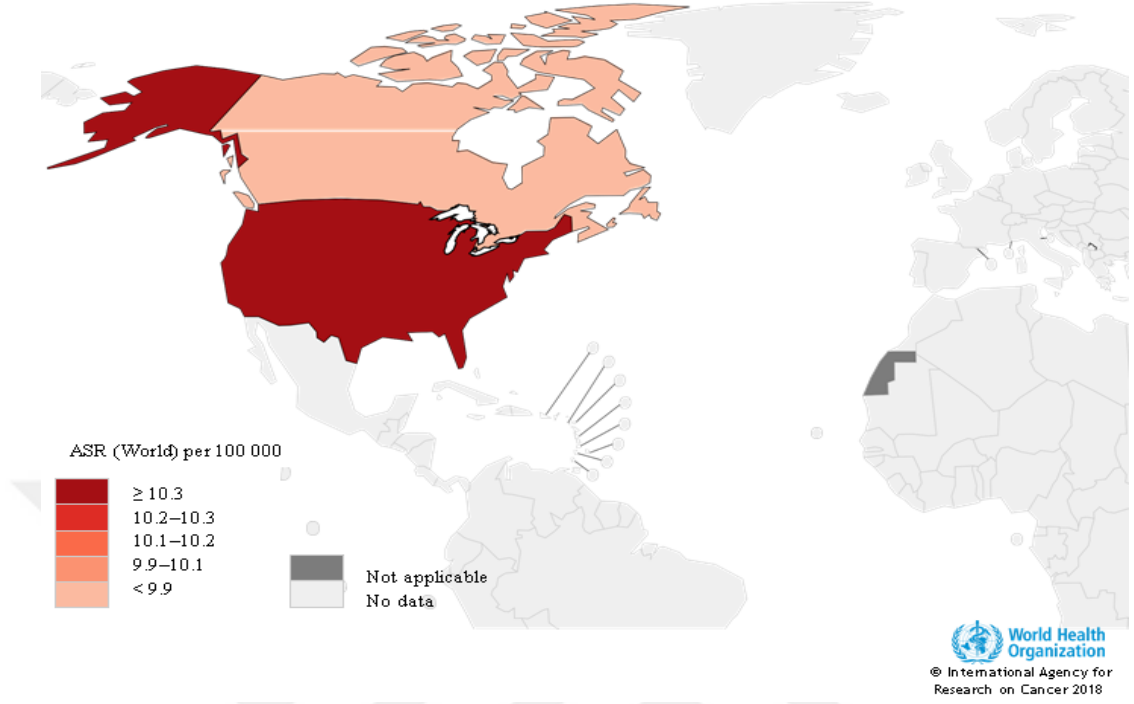 ASR (World) per 100 000
≥ 10.3
10.2–10.3
10.1–10.2
9.9–10.1
< 9.9
Not applicable
No data
World Health
Organization
© International Agency for
Research on Cancer 2018